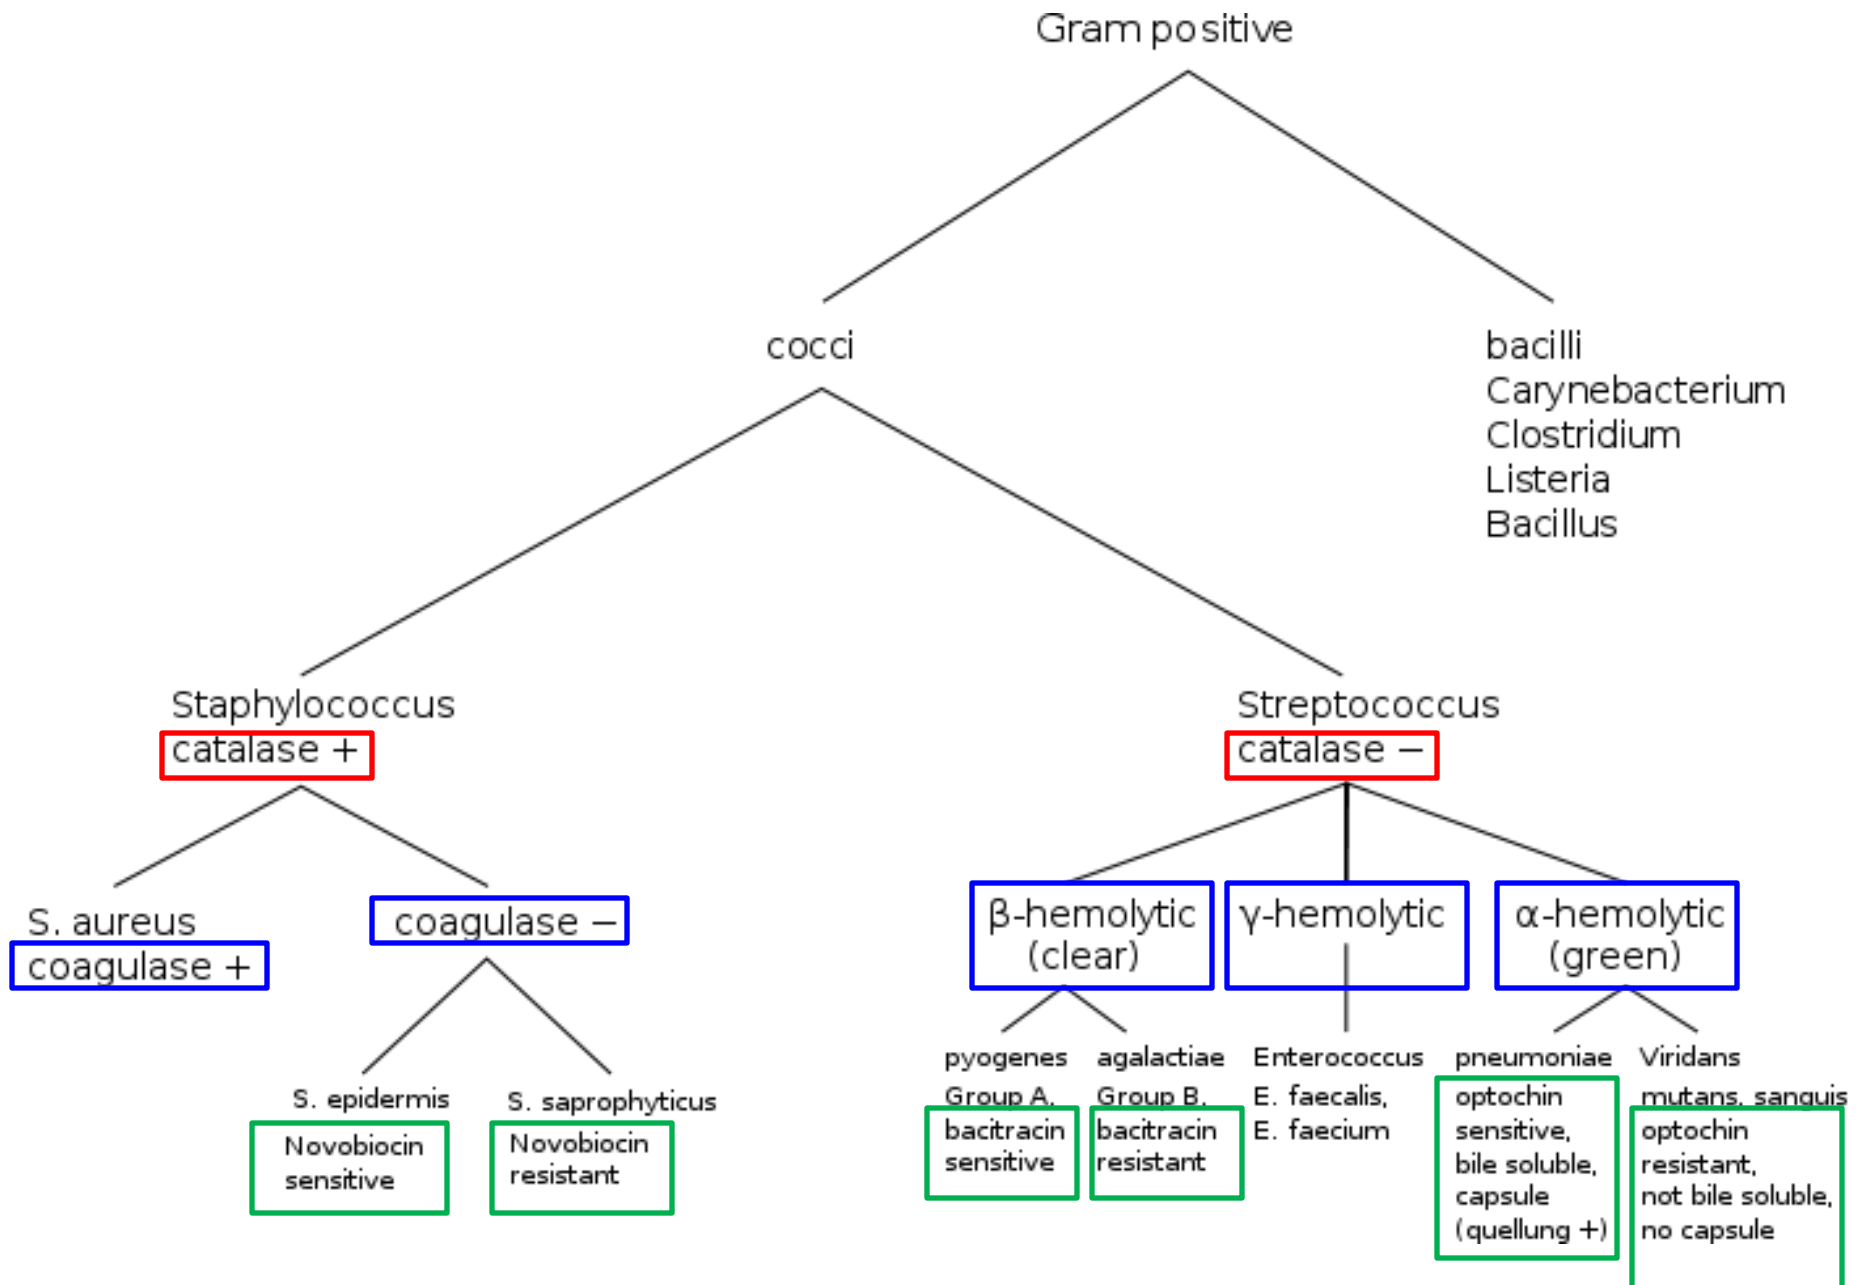 Gram positive
cocci
bacilli
Carynebacterium
Clostridium
Listeria
Bacillus
Staphylococcus
catalase +
Streptococcus
catalase −
S. aureus
coagulase +
coagulase −
β-hemolytic
(clear)
γ-hemolytic
α-hemolytic
(green)
S. epidermis
Novobiocin
sensitive
S. saprophyticus
Novobiocin
resistant
pyogenes
Group A,
bacitracin
sensitive
agalactiae
Group B,
bacitracin
resistant
Enterococcus
E. faecalis,
E. faecium
pneumoniae
optochin
sensitive,
bile soluble,
capsule
(quellung +)
Viridans
mutans, sanguis
optochin
resistant,
not bile soluble,
no capsule